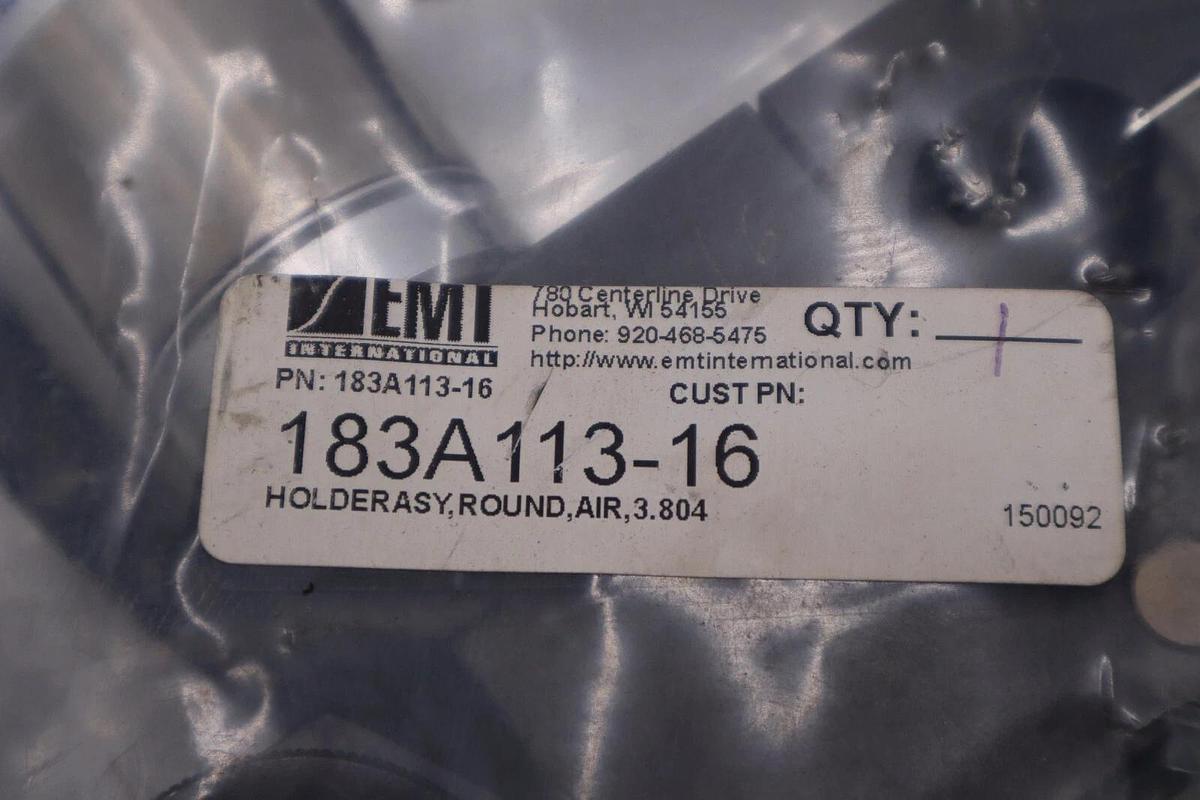 EMT
INTERNATIONAL
780 Centerline Drive
Hobart, WI 54155
Phone: 920-468-5475
http://www.emtinternational.com
QTY: 1
PN: 183A113-16
CUST PN:
183A113-16
HOLDERASY,ROUND,AIR,3.804
150092